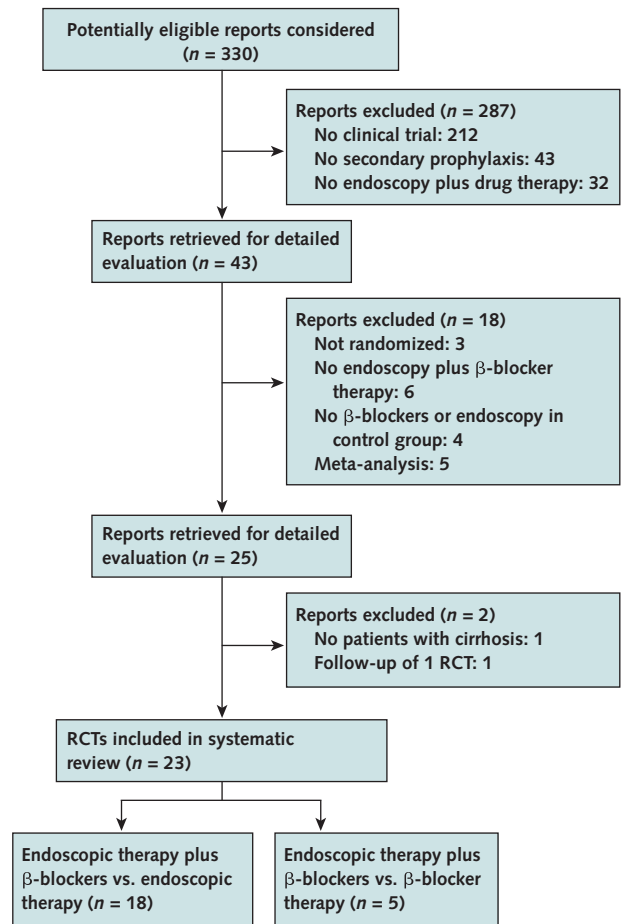 Potentially eligible reports considered
(n = 330)
Reports excluded (n = 287)
No clinical trial: 212
No secondary prophylaxis: 43
No endoscopy plus drug therapy: 32
Reports retrieved for detailed
evaluation (n = 43)
Reports excluded (n = 18)
Not randomized: 3
No endoscopy plus β-blocker
therapy: 6
No β-blockers or endoscopy in
control group: 4
Meta-analysis: 5
Reports retrieved for detailed
evaluation (n = 25)
Reports excluded (n = 2)
No patients with cirrhosis: 1
Follow-up of 1 RCT: 1
RCTs included in systematic
review (n = 23)
Endoscopic therapy plus
β-blockers vs. endoscopic
therapy (n = 18)
Endoscopic therapy plus
β-blockers vs. β-blocker
therapy (n = 5)